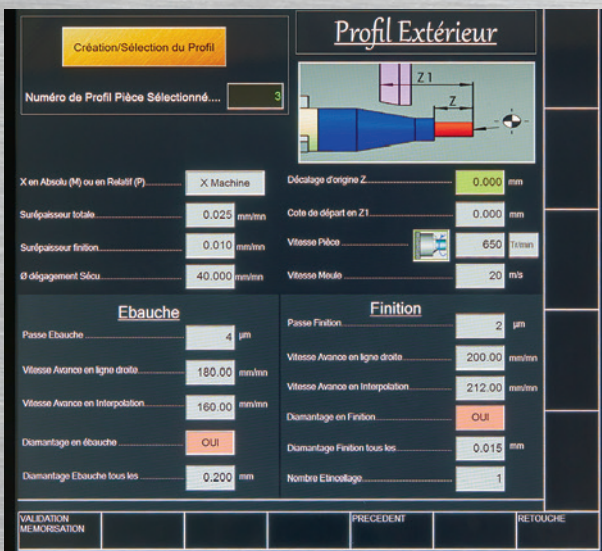 Création/Sélection du Profil
Numéro de Profil Pièce Sélectionné.... 3
Profil Extérieur
Z1
Z
X en Absolu (M) ou en Relatif (P) X Machine
Surépaisseur totale 0.025 mm/mn
Surépaisseur finition 0.010 mm/mn
Ø dégagement Sécu 40.000 mm/mn
Décalage d'origine Z 0.000 mm
Cote de départ en Z1 0.000 mm
Vitesse Pièce 650 Tr/min
Vitesse Meule 20 m/s
Ebauche
Passe Ebauche 4 µm
Vitesse Avance en ligne droite 180.00 mm/mn
Vitesse Avance en Interpolation 160.00 mm/mn
Diamantage en ébauche OUI
Diamantage Ebauche tous les 0.200 mm
Finition
Passe Finition 2 µm
Vitesse Avance en ligne droite 200.00 mm/mn
Vitesse Avance en Interpolation 212.00 mm/mn
Diamantage en Finition OUI
Diamantage Finition tous les 0.015 mm
Nombre Etincellage 1
VALIDATION
MEMORISATION
PRECEDENT
RETOUCHE